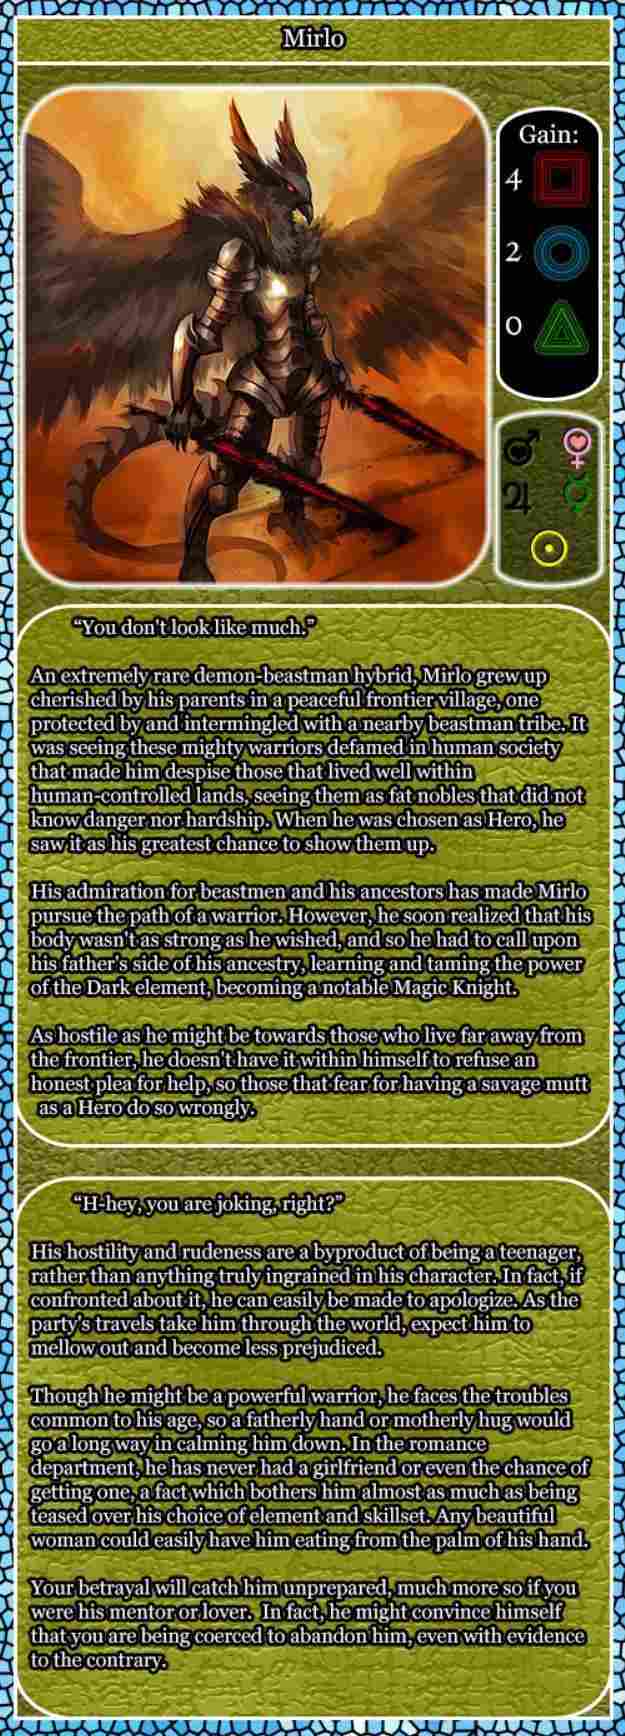 Mirlo
Gain:
4
2
0
“You don't look like much.”
An extremely rare demon-beastman hybrid, Mirlo grew up
cherished by his parents in a peaceful frontier village, one
protected by and intermingled with a nearby beastman tribe. It
was seeing these mighty warriors defamed in human society
that made him despise those that lived well within
human-controlled lands, seeing them as fat nobles that did not
know danger nor hardship. When he was chosen as Hero, he
saw it as his greatest chance to show them up.
His admiration for beastmen and his ancestors has made Mirlo
pursue the path of a warrior. However, he soon realized that his
body wasn't as strong as he wished, and so he had to call upon
his father's side of his ancestry, learning and taming the power
of the Dark element, becoming a notable Magic Knight.
As hostile as he might be towards those who live far away from
the frontier, he doesn't have it within himself to refuse an
honest plea for help, so those that fear for having a savage mutt
as a Hero do so wrongly.
“H-hey, you are joking, right?”
His hostility and rudeness are a byproduct of being a teenager,
rather than anything truly ingrained in his character. In fact, if
confronted about it, he can easily be made to apologize. As the
party's travels take him through the world, expect him to
mellow out and become less prejudiced.
Though he might be a powerful warrior, he faces the troubles
common to his age, so a fatherly hand or motherly hug would
go a long way in calming him down. In the romance
department, he has never had a girlfriend or even the chance of
getting one, a fact which bothers him almost as much as being
teased over his choice of element and skillset. Any beautiful
woman could easily have him eating from the palm of his hand.
Your betrayal will catch him unprepared, much more so if you
were his mentor or lover. In fact, he might convince himself
that you are being coerced to abandon him, even with evidence
to the contrary.